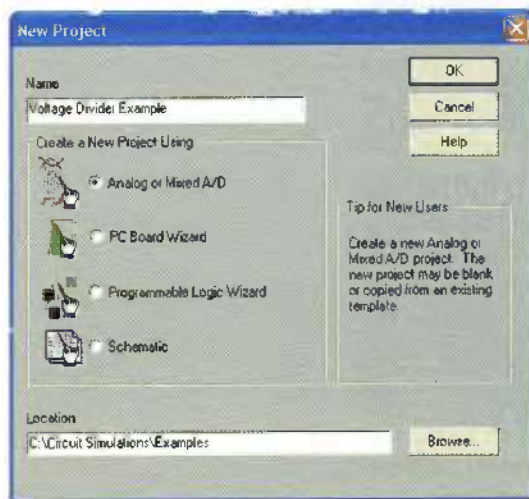 New Project
Name
Voltage Divider Example
OK
Cancel
Help
Create a New Project Using
Analog or Mixed A/D
PC Board Wizard
Programmable Logic Wizard
Schematic
Tip for New Users
Create a new Analog or
Mixed A/D project. The
new project may be blank
or copied from an existing
template.
Location
C:\Circuit Simulations\Examples
Browse...